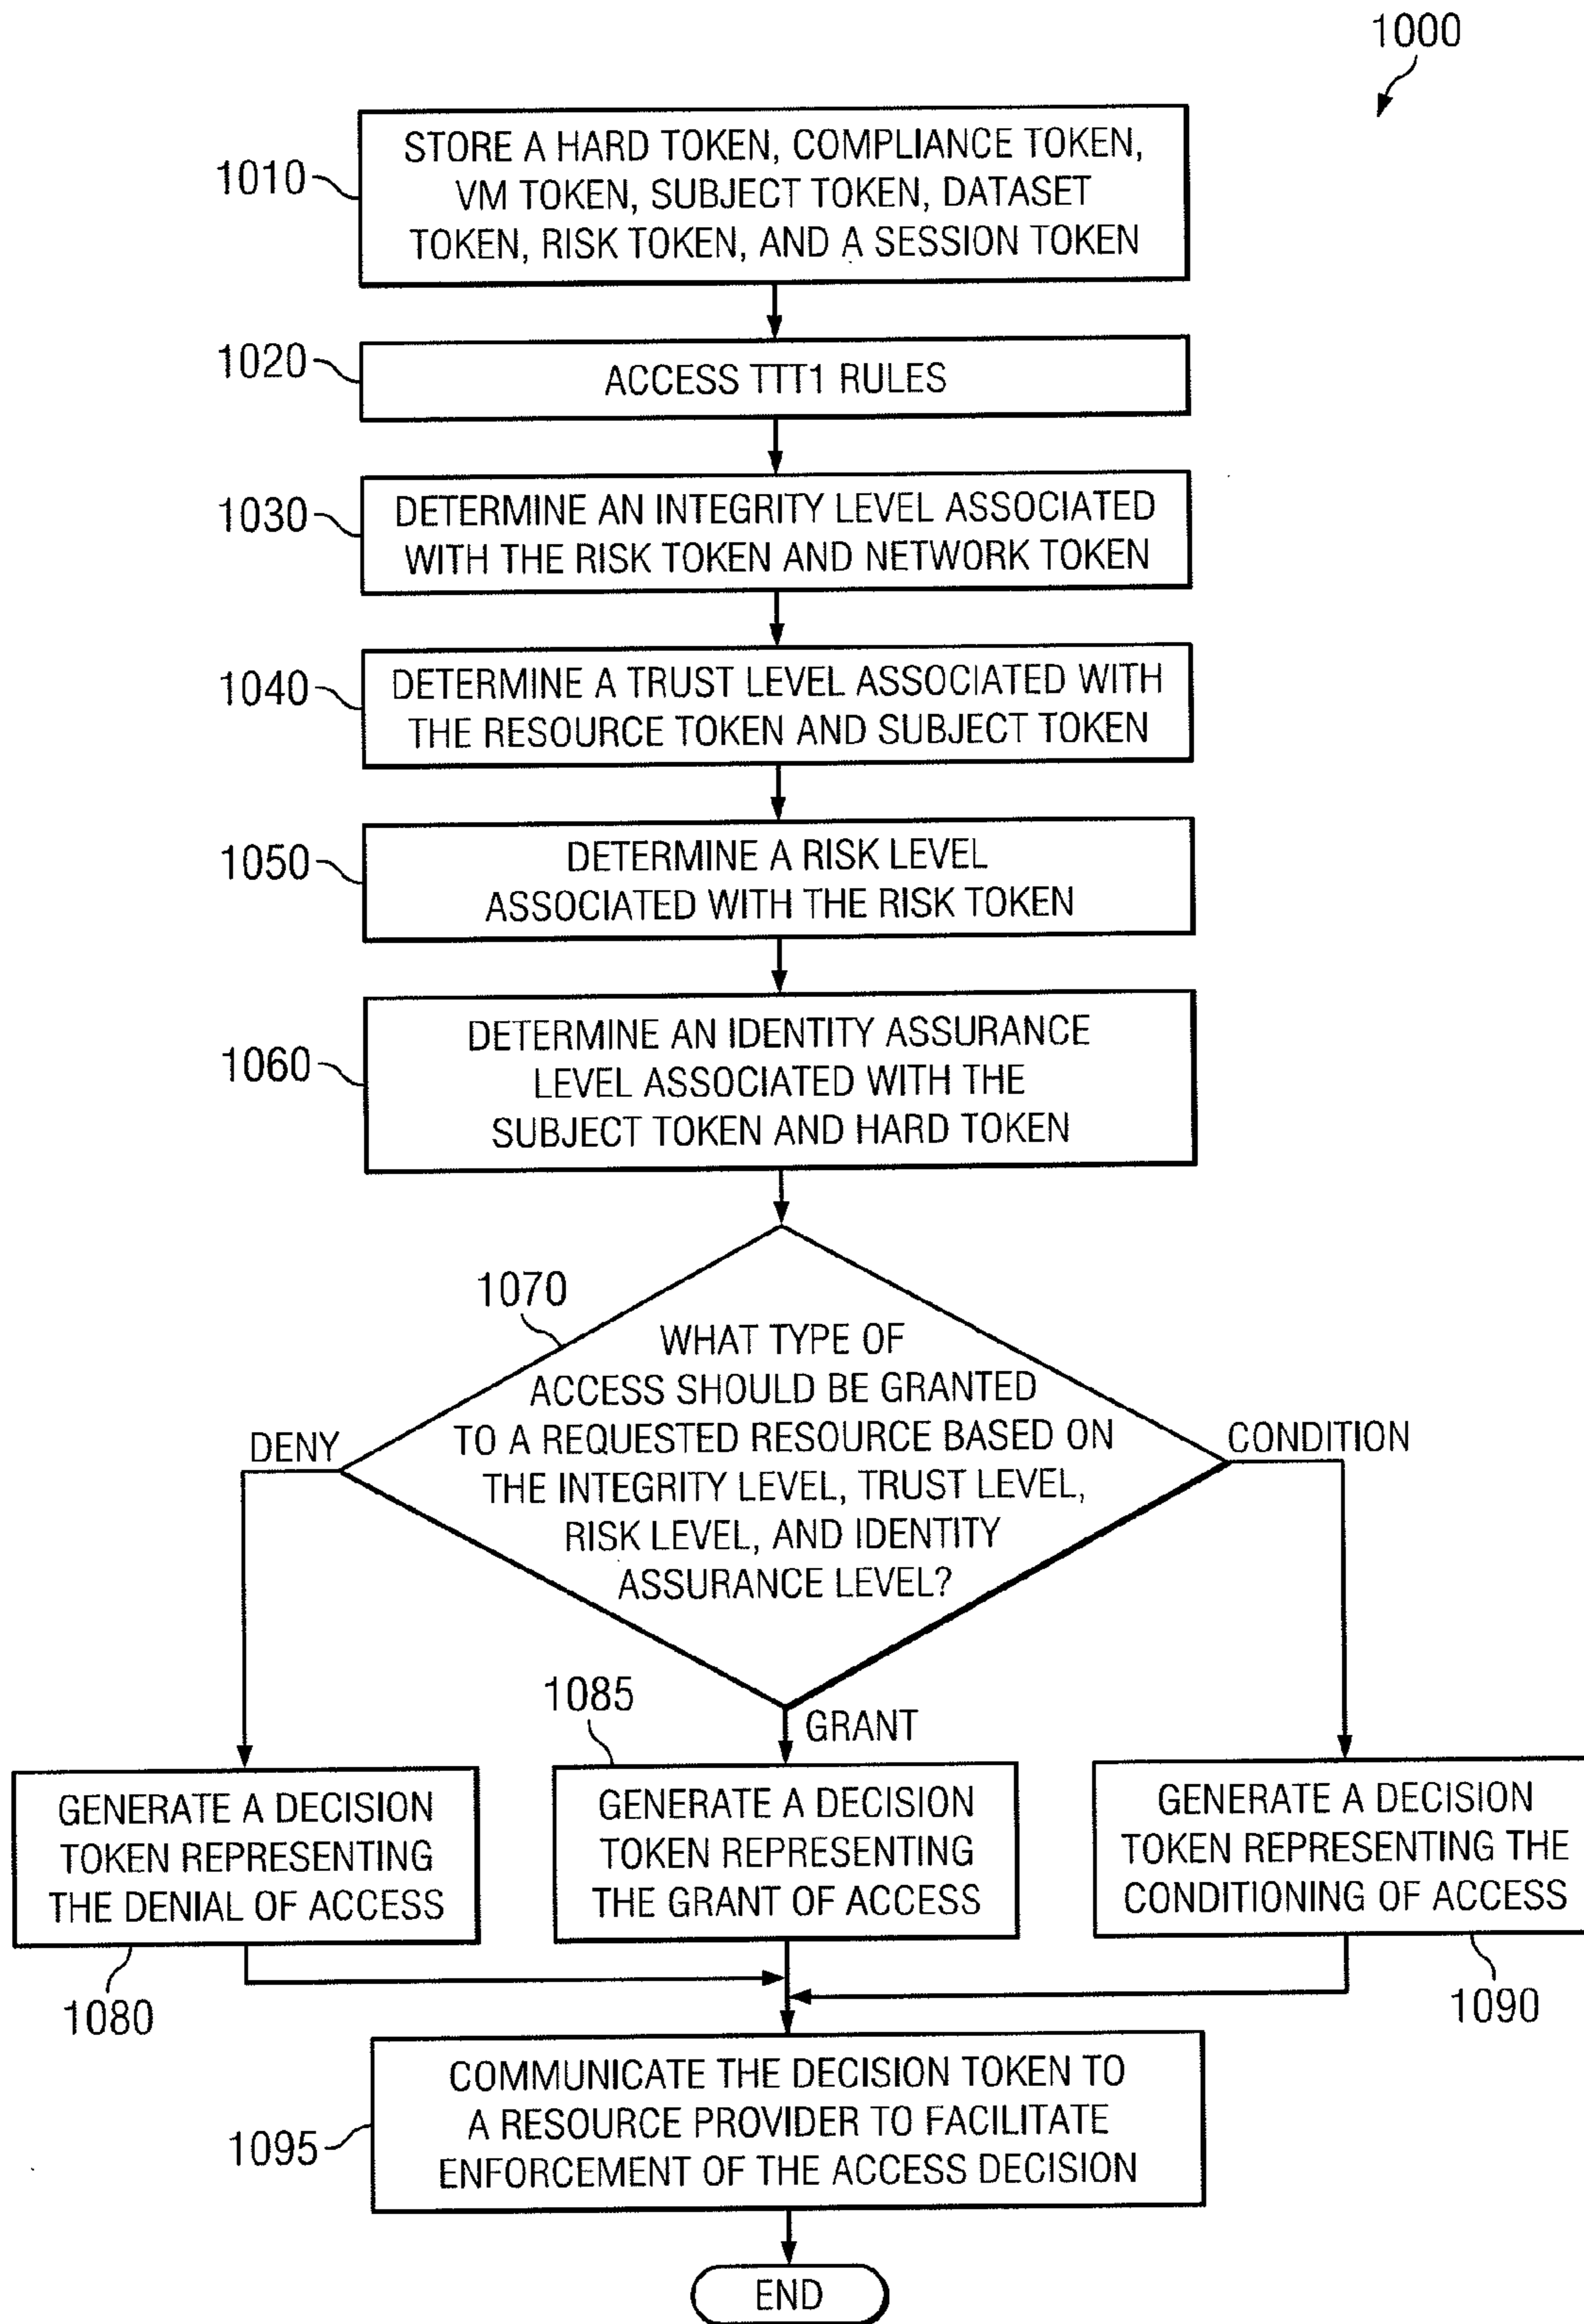 1000
1010
STORE A HARD TOKEN, COMPLIANCE TOKEN,
VM TOKEN, SUBJECT TOKEN, DATASET
TOKEN, RISK TOKEN, AND A SESSION TOKEN
1020
ACCESS TTT1 RULES
1030
DETERMINE AN INTEGRITY LEVEL ASSOCIATED
WITH THE RISK TOKEN AND NETWORK TOKEN
1040
DETERMINE A TRUST LEVEL ASSOCIATED WITH
THE RESOURCE TOKEN AND SUBJECT TOKEN
1050
DETERMINE A RISK LEVEL
ASSOCIATED WITH THE RISK TOKEN
1060
DETERMINE AN IDENTITY ASSURANCE
LEVEL ASSOCIATED WITH THE
SUBJECT TOKEN AND HARD TOKEN
1070
WHAT TYPE OF
ACCESS SHOULD BE GRANTED
TO A REQUESTED RESOURCE BASED ON
THE INTEGRITY LEVEL, TRUST LEVEL,
RISK LEVEL, AND IDENTITY
ASSURANCE LEVEL?
DENY
CONDITION
GRANT
1085
GENERATE A DECISION
TOKEN REPRESENTING
THE DENIAL OF ACCESS
1080
GENERATE A DECISION
TOKEN REPRESENTING
THE GRANT OF ACCESS
GENERATE A DECISION
TOKEN REPRESENTING THE
CONDITIONING OF ACCESS
1090
1095
COMMUNICATE THE DECISION TOKEN TO
A RESOURCE PROVIDER TO FACILITATE
ENFORCEMENT OF THE ACCESS DECISION
END